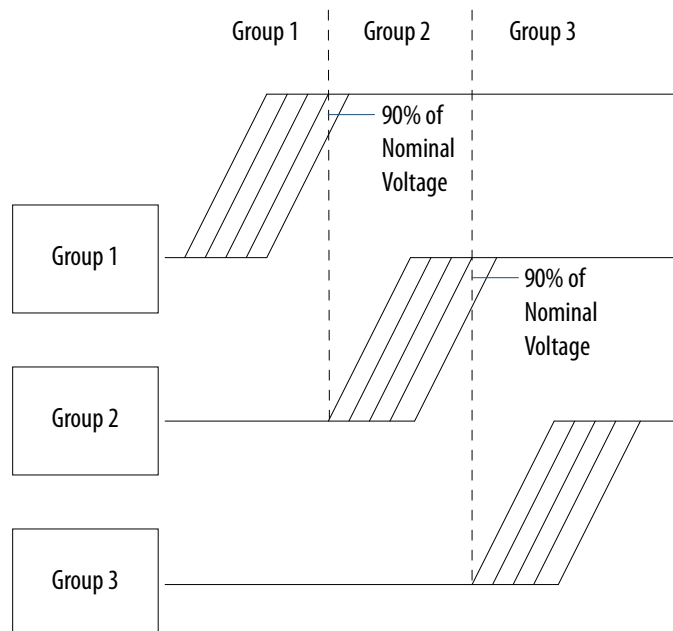 Group 1
Group 2
Group 3
90% of
Nominal
Voltage
Group 1
90% of
Nominal
Voltage
Group 2
Group 3